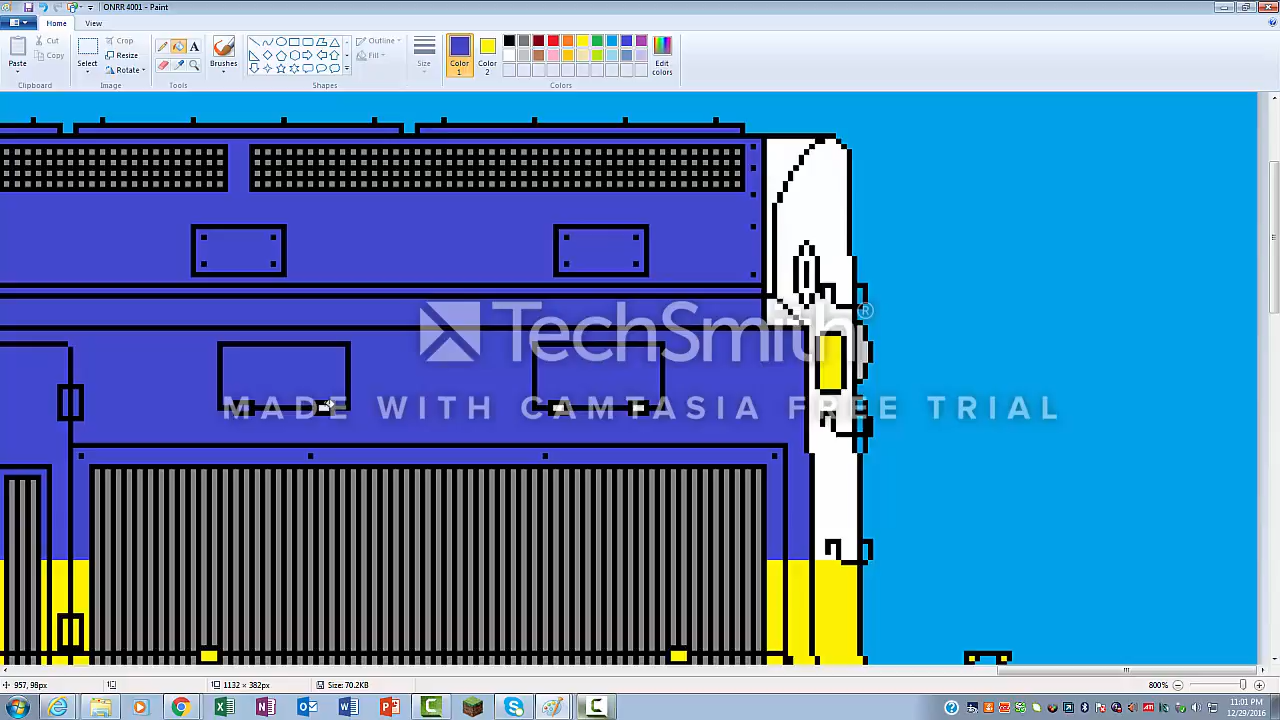 ONRR 4001 - Paint
Home View
Paste
Cut
Copy
Clipboard
Select
Crop
Resize
Rotate
Image
A
Tools
Brushes
Outline
Fill
Shapes
Size
Color 1
Color 2
Edit colors
Colors
TechSmith®
MADE WITH CAMTASIA FREE TRIAL
957, 98px
1132 × 382px
Size: 70.2KB
800%
11:01 PM
12/29/2016